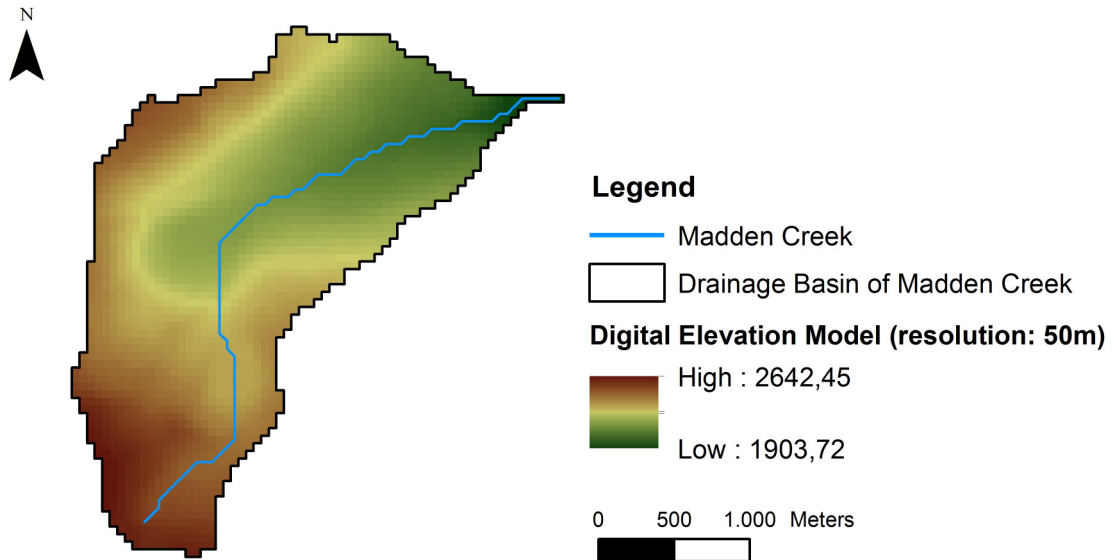 N
Legend
Madden Creek
Drainage Basin of Madden Creek
Digital Elevation Model (resolution: 50m)
High : 2642,45
Low : 1903,72
0 500 1.000 Meters